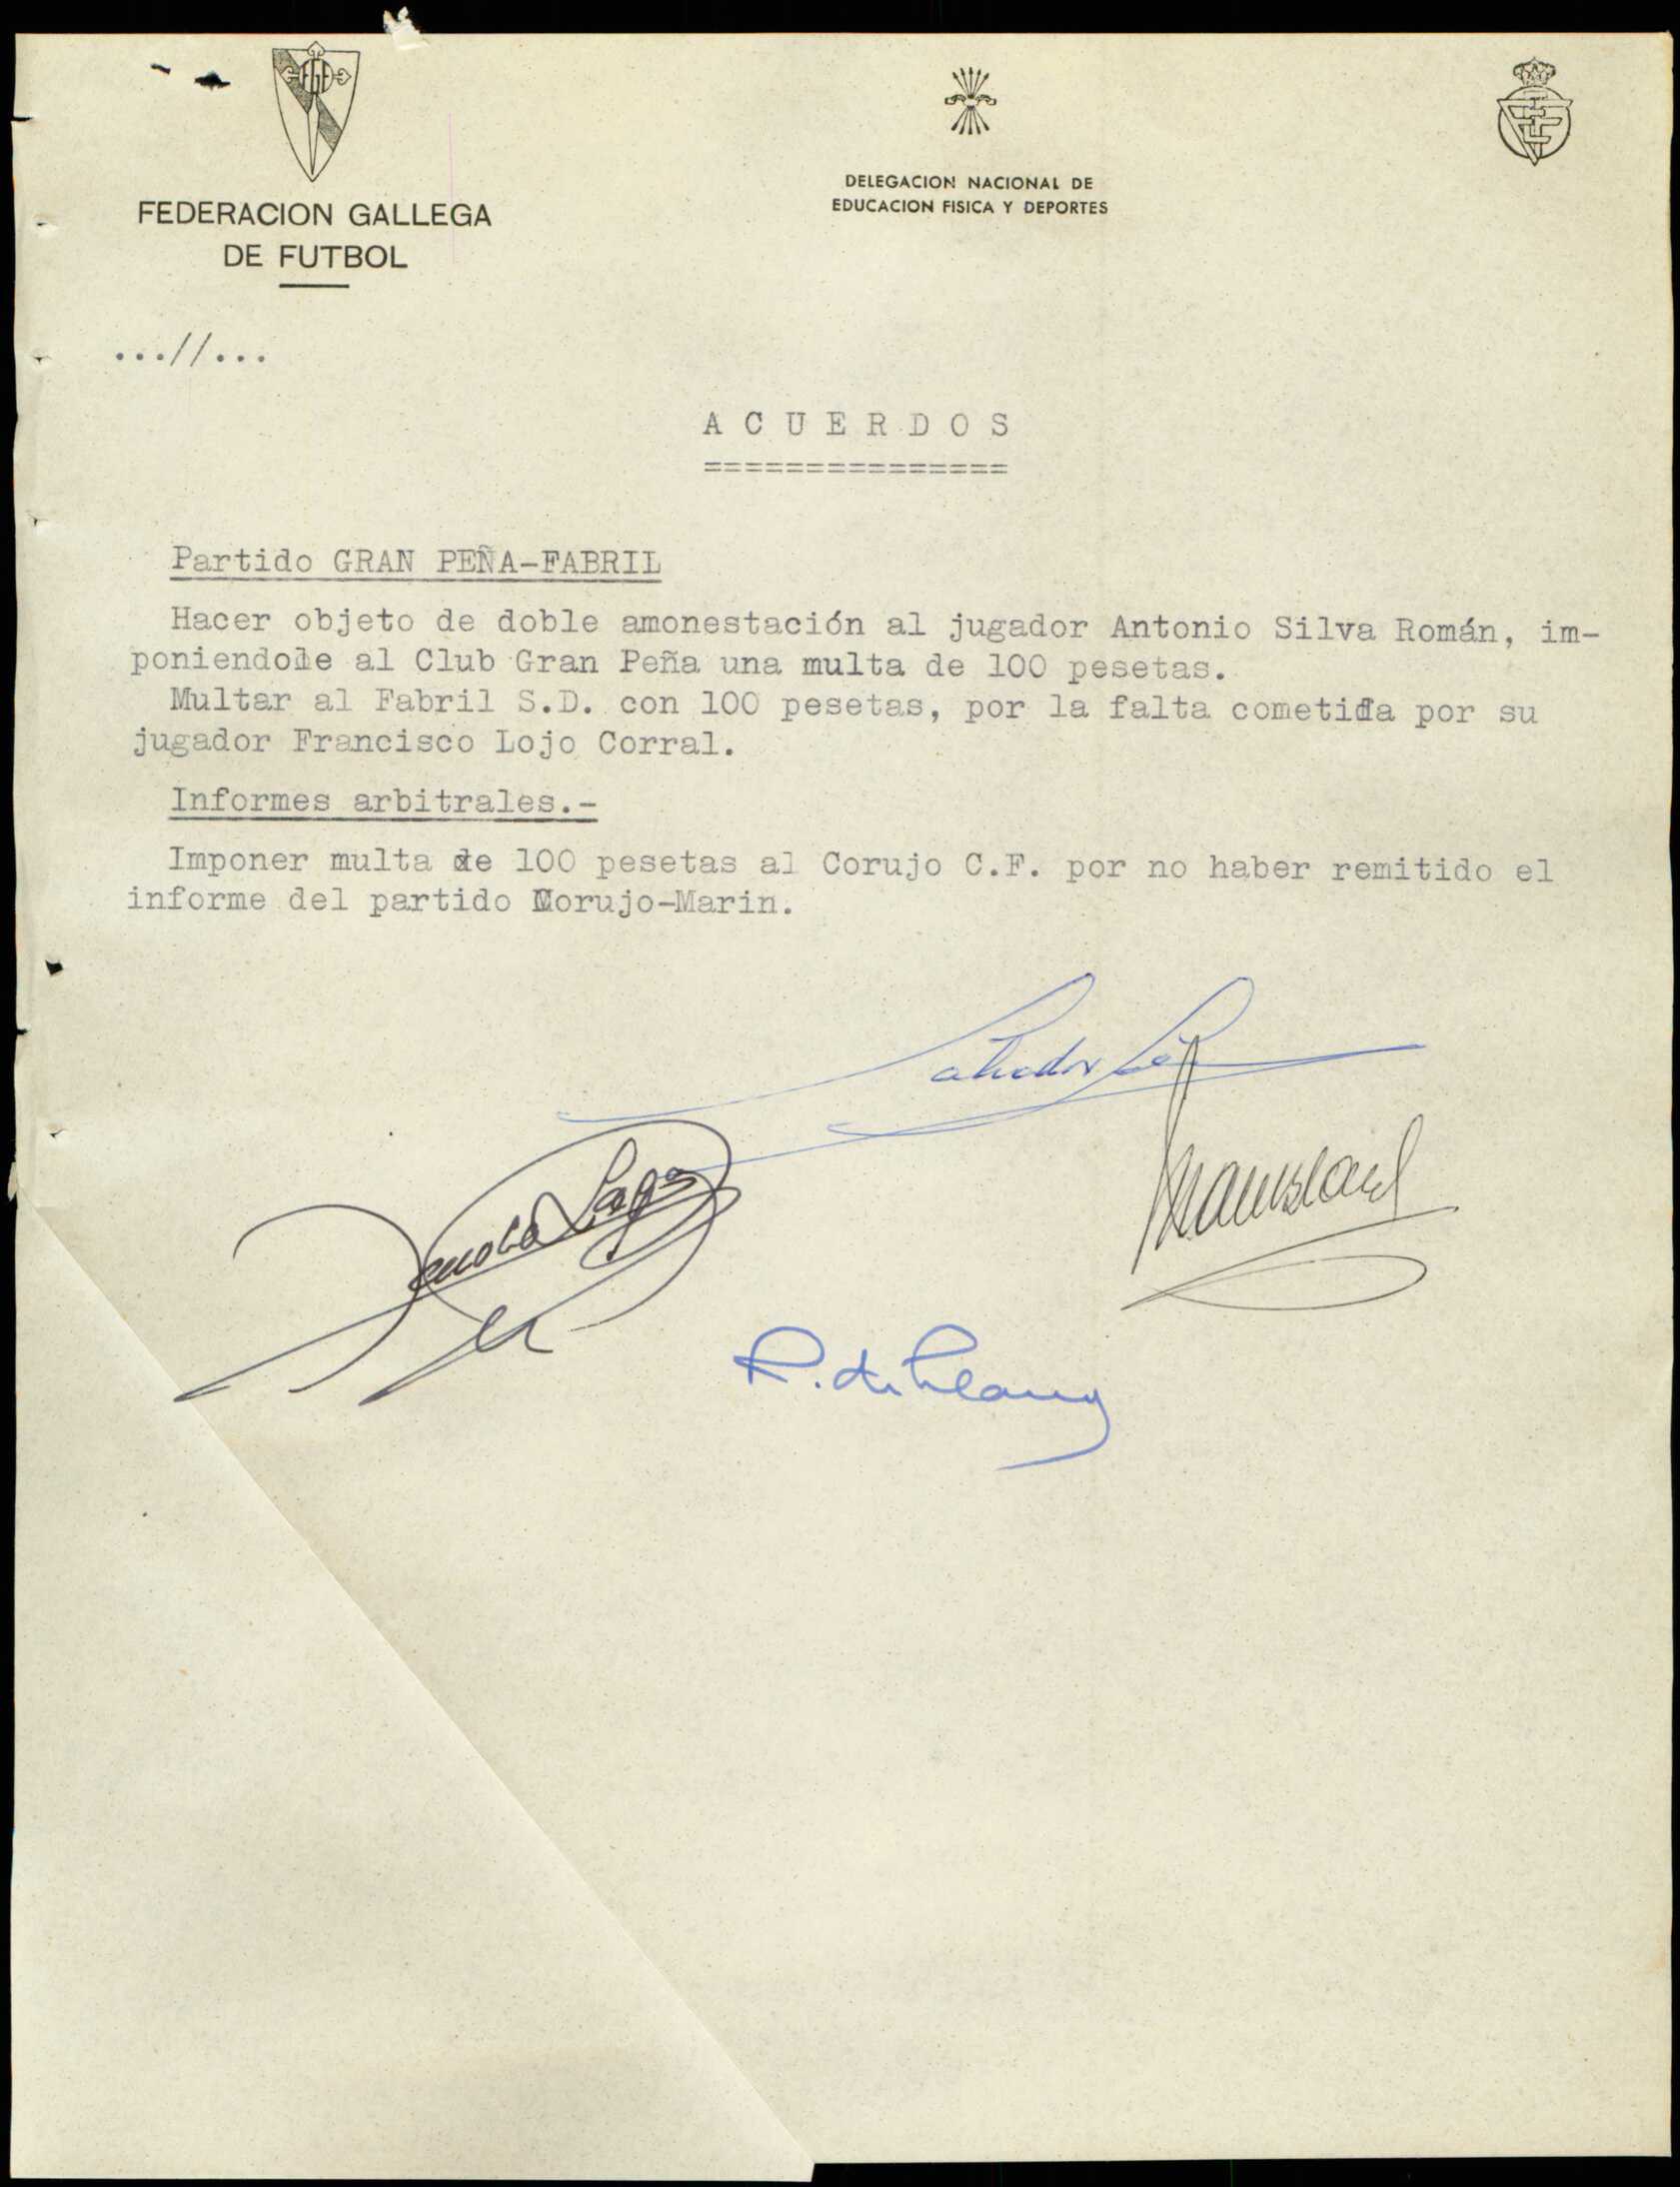 FGF
FEDERACION GALLEGA
DE FUTBOL
DELEGACION NACIONAL DE
EDUCACION FISICA Y DEPORTES
...//...
A C U E R D O S
===============
Partido GRAN PEÑA-FABRIL
Hacer objeto de doble amonestación al jugador Antonio Silva Román, im-
poniendole al Club Gran Peña una multa de 100 pesetas.
Multar al Fabril S.D. con 100 pesetas, por la falta cometida por su
jugador Francisco Lojo Corral.
Informes arbitrales.-
Imponer multa de 100 pesetas al Corujo C.F. por no haber remitido el
informe del partido Corujo-Marin.